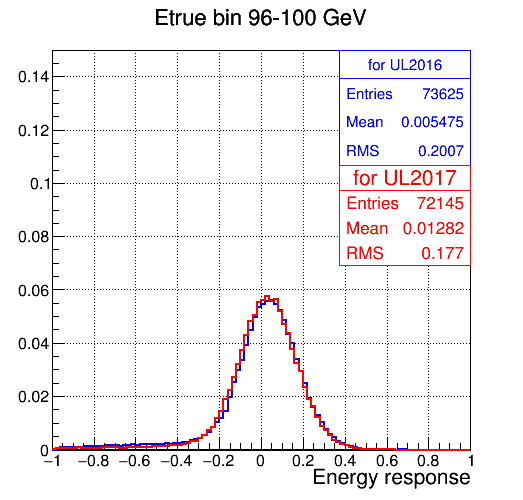 Etrue bin 96-100 GeV
for UL2016
Entries 73625
Mean 0.005475
RMS 0.2007
for UL2017
Entries 72145
Mean 0.01282
RMS 0.177
0.14
0.12
0.1
0.08
0.06
0.04
0.02
0
−1 −0.8 −0.6 −0.4 −0.2 0 0.2 0.4 0.6 0.8 1
Energy response